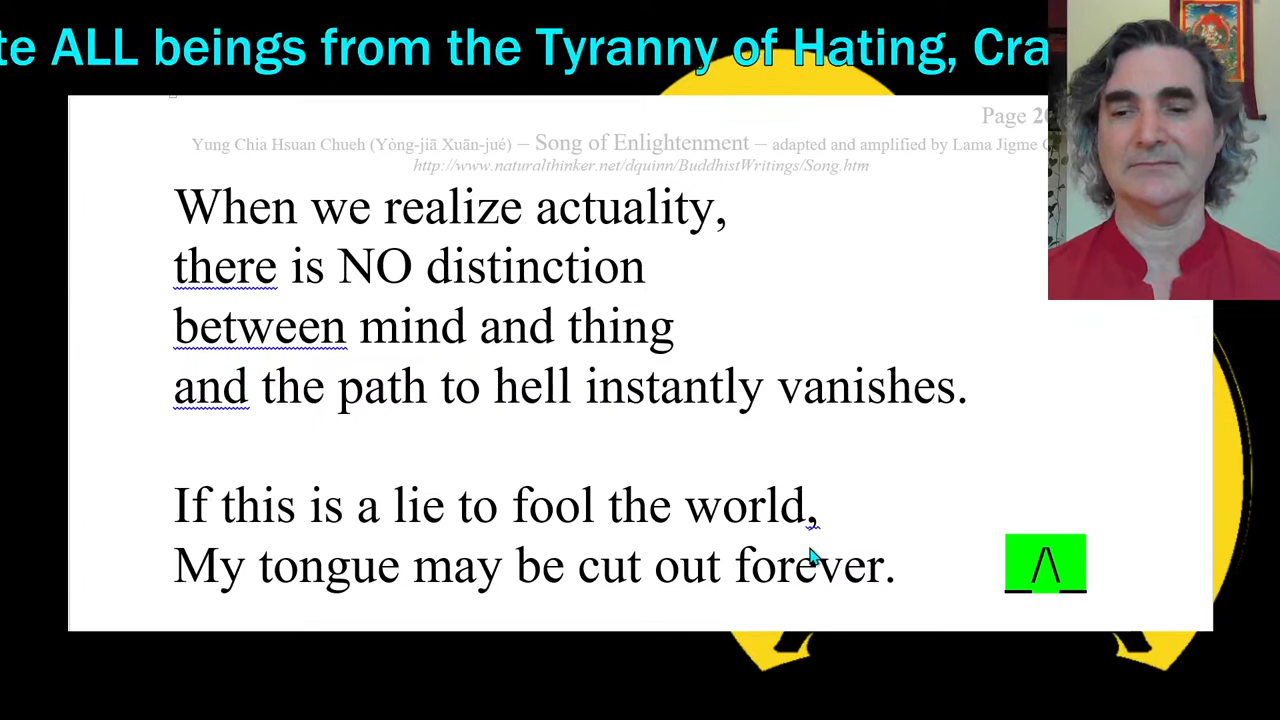 te ALL beings from the Tyranny of Hating, Cra
Page
Yung Chia Hsuan Chueh (Yòng-jiā Xuān-jué) – Song of Enlightenment – adapted and amplified by Lama Jigme
http://www.naturalthinker.net/dquinn/BuddhistWritings/Song.htm
When we realize actuality,
there is NO distinction
between mind and thing
and the path to hell instantly vanishes.
If this is a lie to fool the world,
My tongue may be cut out forever.
_/\_